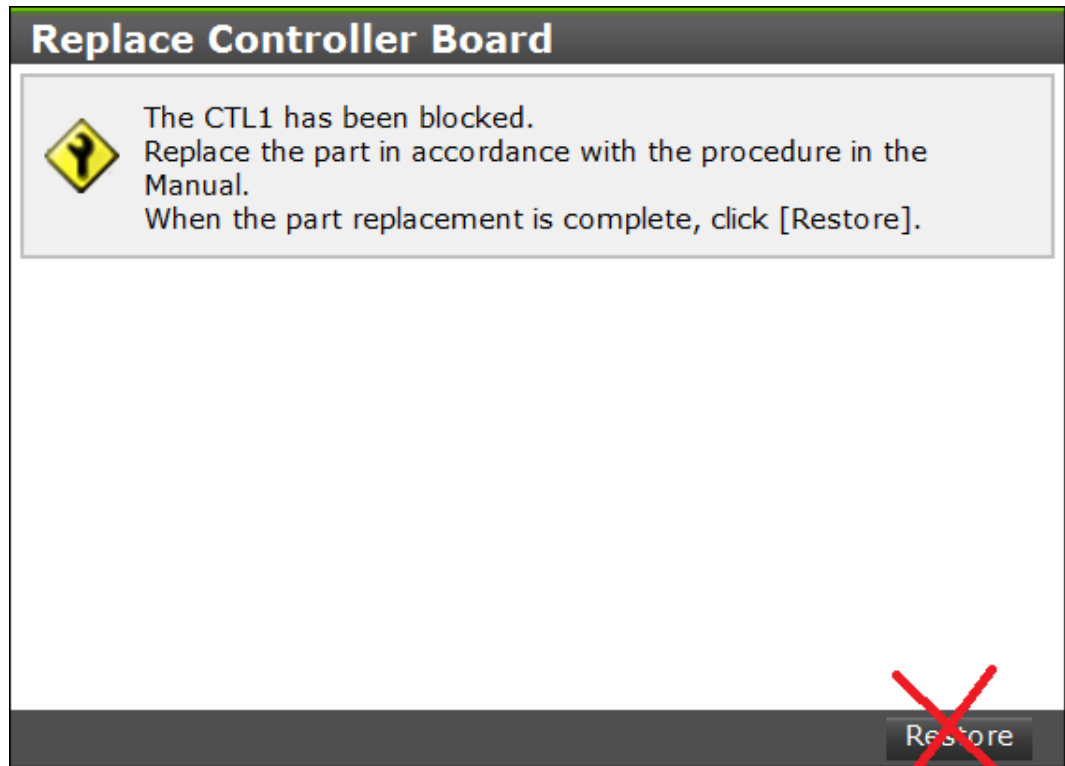 Replace Controller Board
The CTL1 has been blocked.
Replace the part in accordance with the procedure in the
Manual.
When the part replacement is complete, click [Restore].
Restore